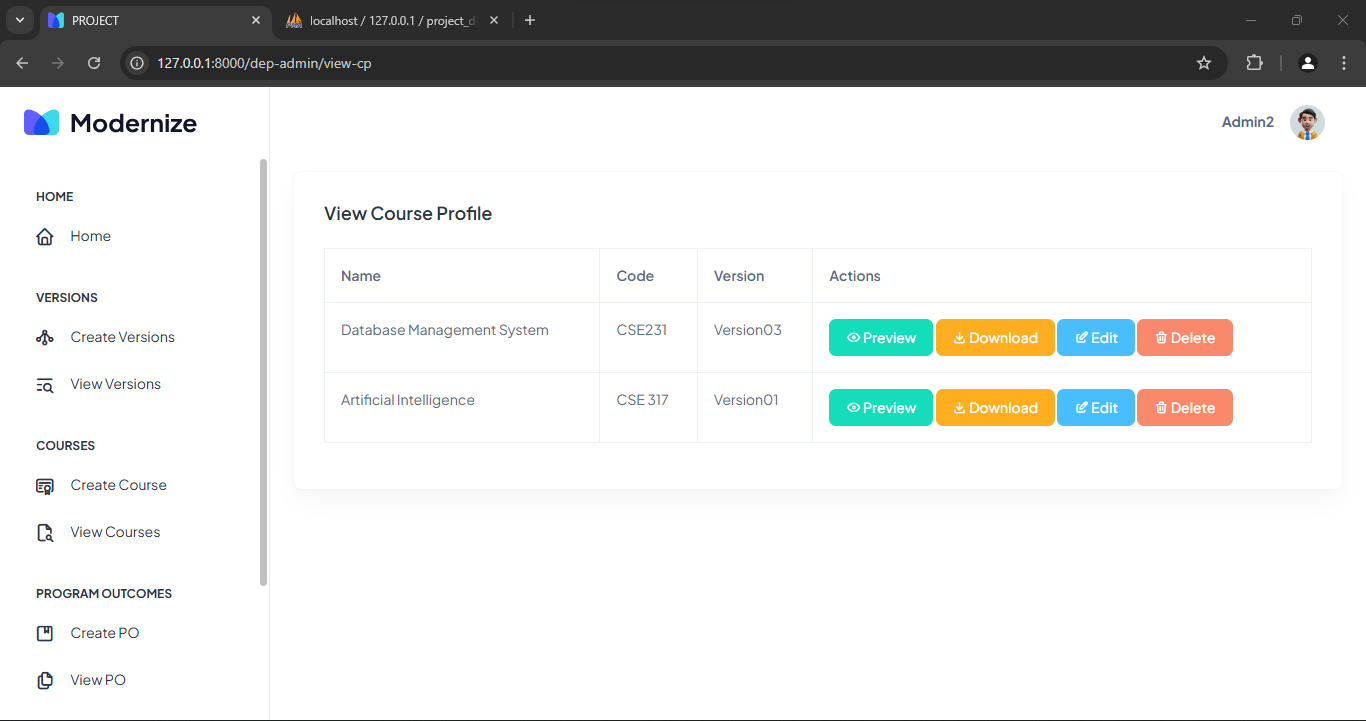 PROJECT
localhost / 127.0.0.1 / project_d
127.0.0.1:8000/dep-admin/view-cp
Modernize
Admin2
HOME
Home
VERSIONS
Create Versions
View Versions
COURSES
Create Course
View Courses
PROGRAM OUTCOMES
Create PO
View PO
View Course Profile
Name Code Version Actions
Database Management System CSE231 Version03 Preview Download Edit Delete
Artificial Intelligence CSE 317 Version01 Preview Download Edit Delete